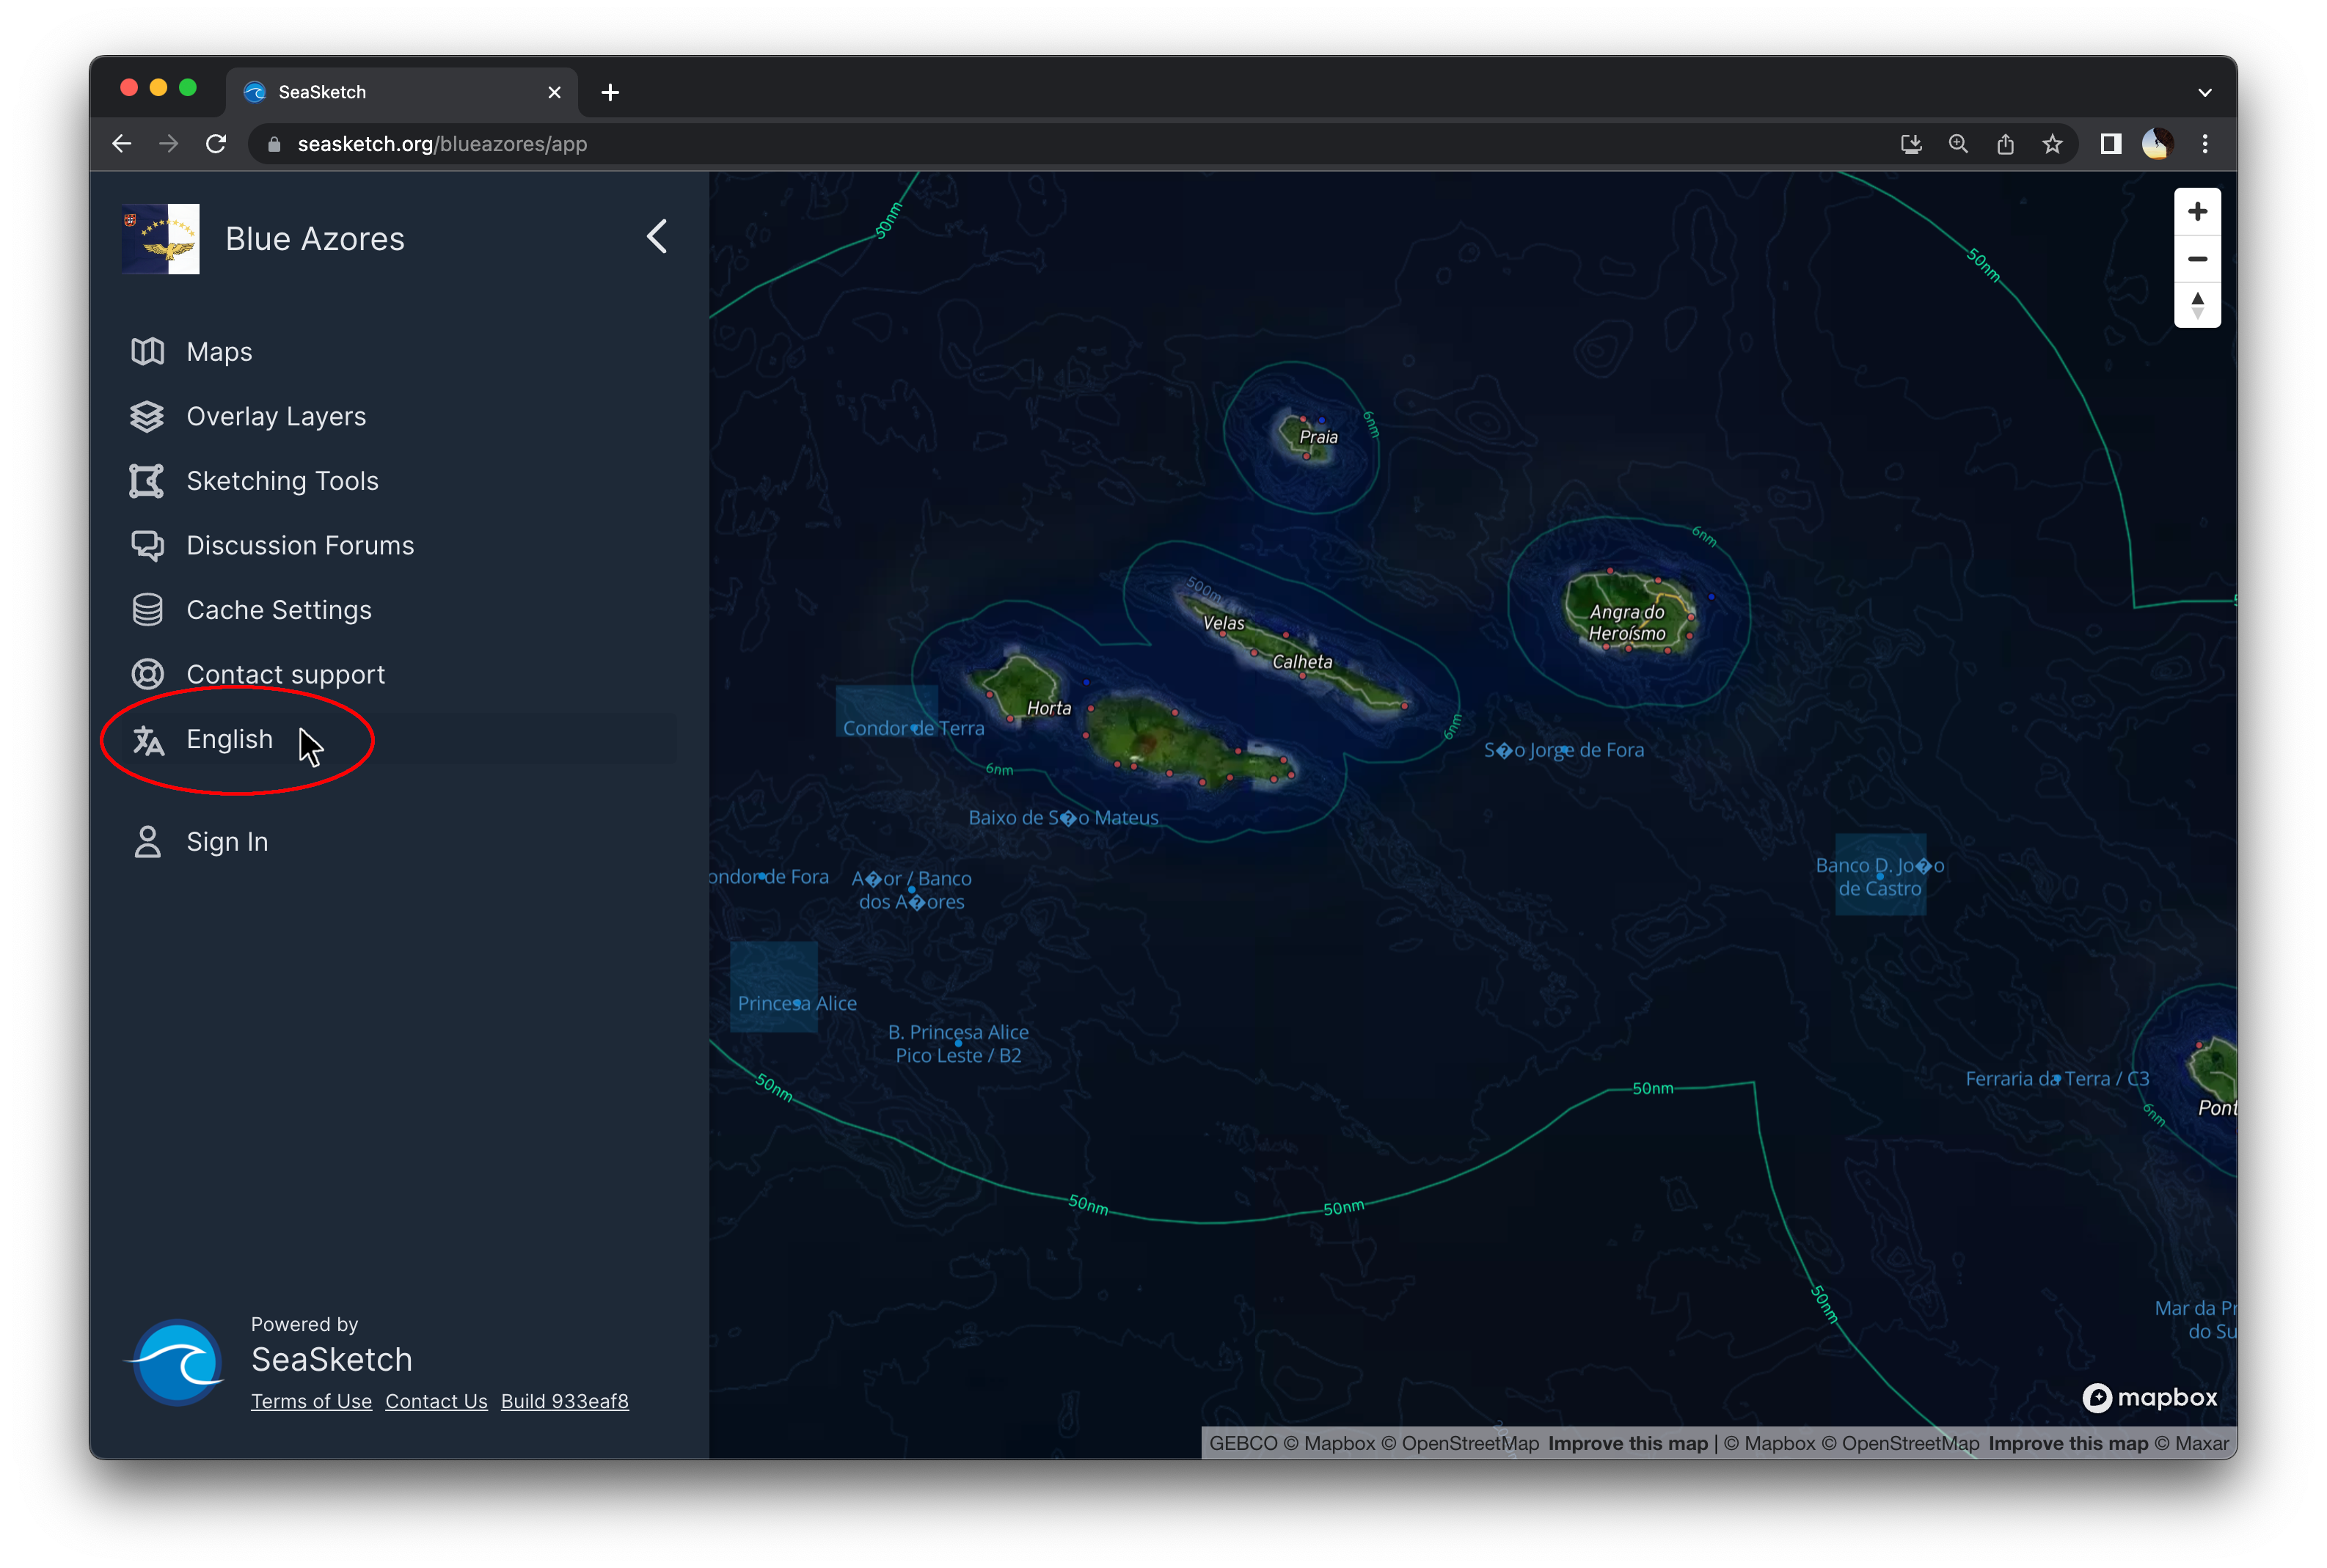 SeaSketch
seasketch.org/blueazores/app
Blue Azores
Maps
Overlay Layers
Sketching Tools
Discussion Forums
Cache Settings
Contact support
English
Sign In
Powered by
SeaSketch
Terms of Use Contact Us Build 933eaf8
50nm
50nm
6nm
Praia
6nm
500m
Velas
Angra do
Heroísmo
Calheta
Horta
Condor de Terra
6nm
S�o Jorge de Fora
6nm
Baixo de S�o Mateus
ondor de Fora
A�or / Banco
dos A�ores
Banco D. Jo�o
de Castro
Princesa Alice
B. Princesa Alice
Pico Leste / B2
50nm
50nm
Ferraria da Terra / C3
6nm
Pont
50nm
50nm
50nm
Mar da Pr
do Su
mapbox
GEBCO © Mapbox © OpenStreetMap Improve this map | © Mapbox © OpenStreetMap Improve this map © Maxar